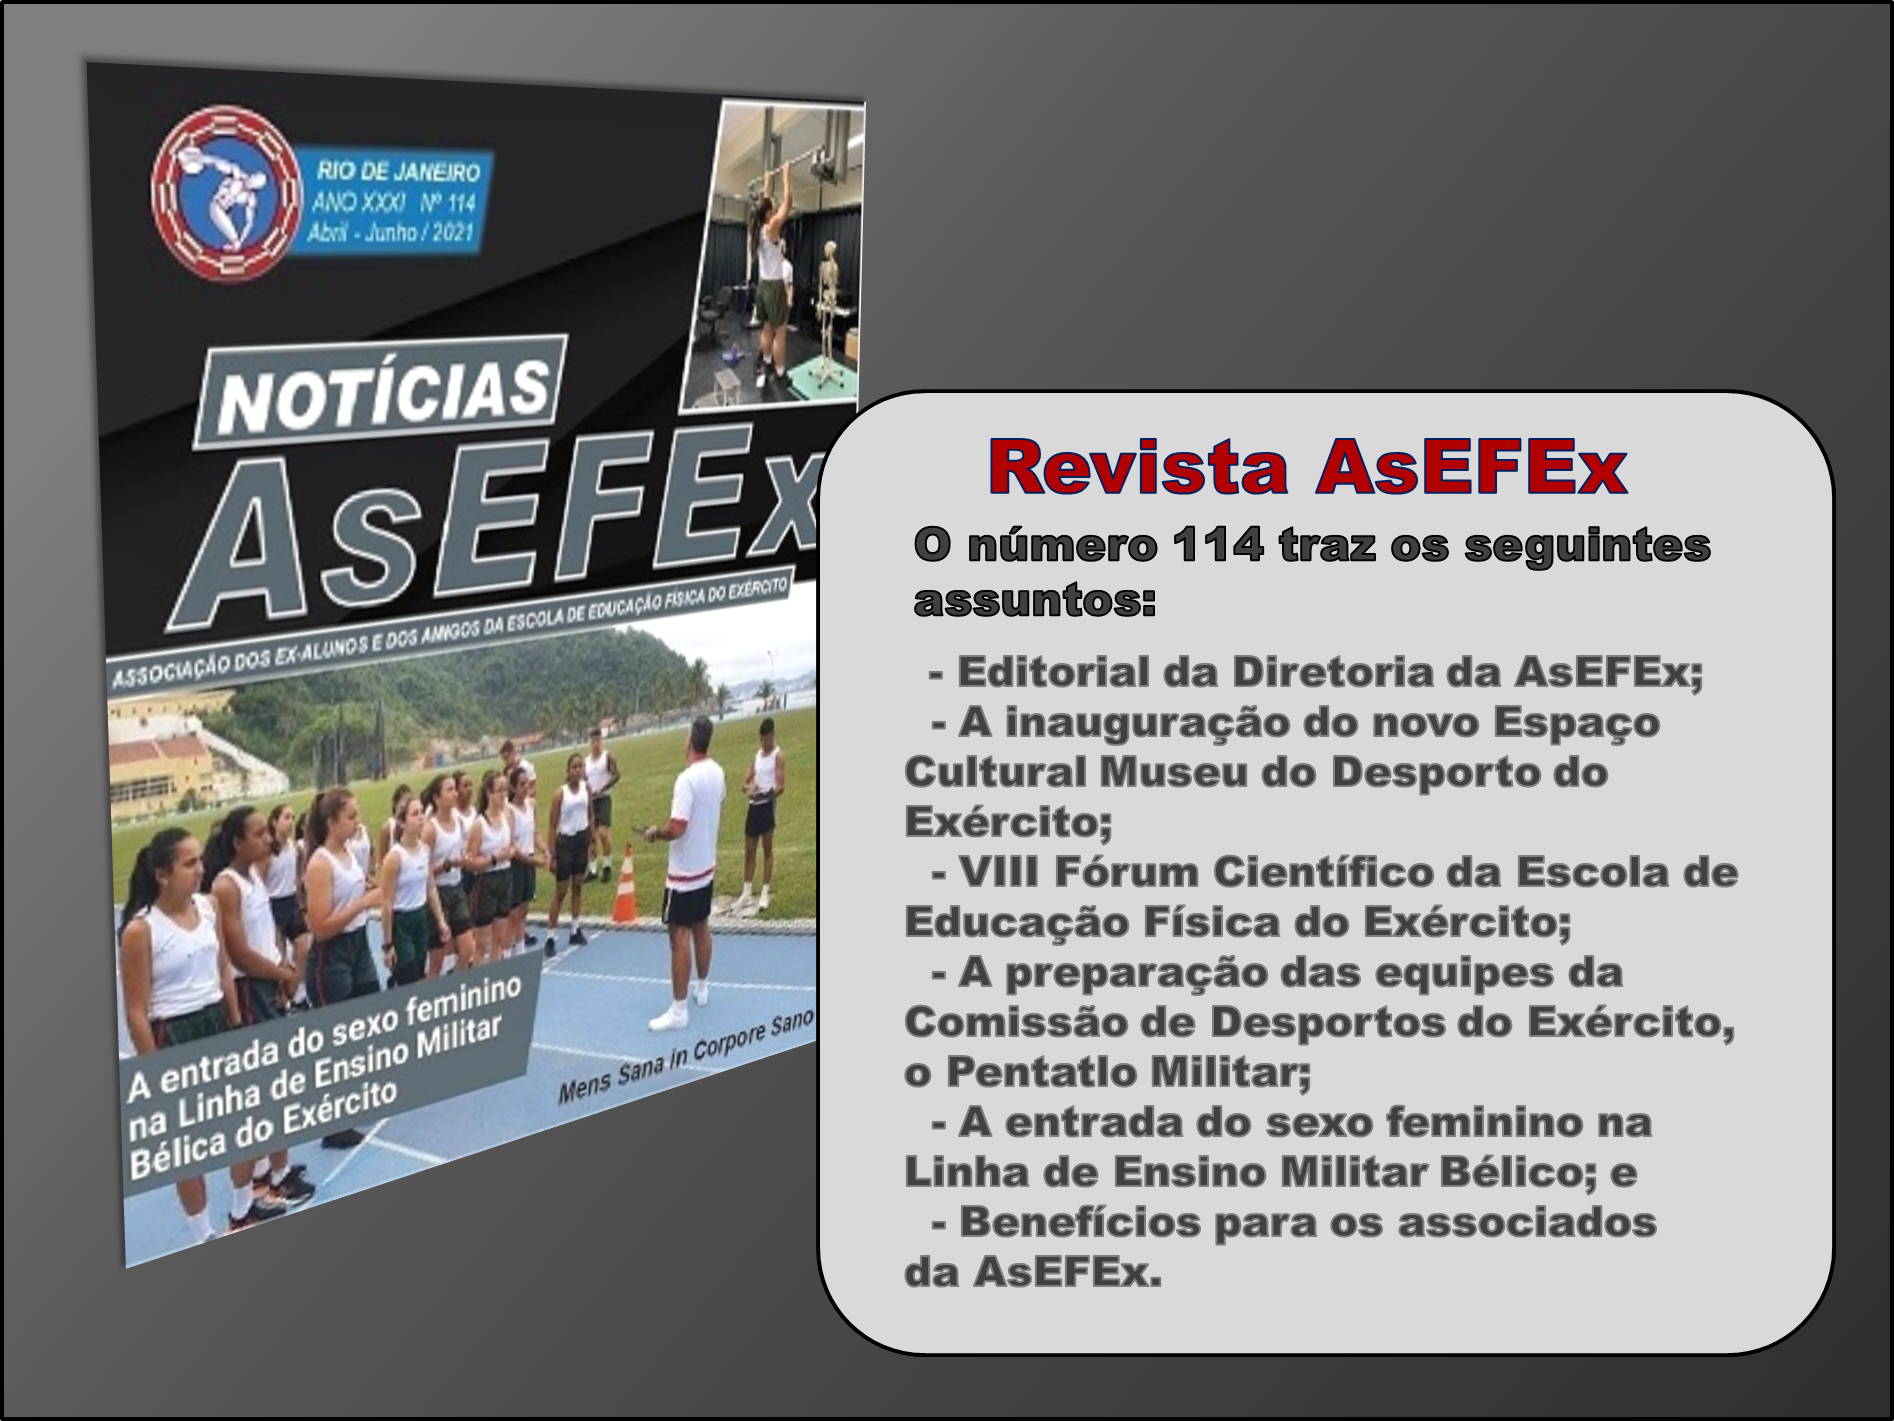 RIO DE JANEIRO
ANO XXXI Nº 114
Abril - Junho / 2021
NOTÍCIAS
AsEFEx
ASSOCIAÇÃO DOS EX-ALUNOS E DOS AMIGOS DA ESCOLA DE EDUCAÇÃO FÍSICA DO EXÉRCITO
A entrada do sexo feminino
na Linha de Ensino Militar
Bélica do Exército
Mens Sana in Corpore Sano
Revista AsEFEx
O número 114 traz os seguintes
assuntos:
- Editorial da Diretoria da AsEFEx;
- A inauguração do novo Espaço
Cultural Museu do Desporto do
Exército;
- VIII Fórum Científico da Escola de
Educação Física do Exército;
- A preparação das equipes da
Comissão de Desportos do Exército,
o Pentatlo Militar;
- A entrada do sexo feminino na
Linha de Ensino Militar Bélico; e
- Benefícios para os associados
da AsEFEx.